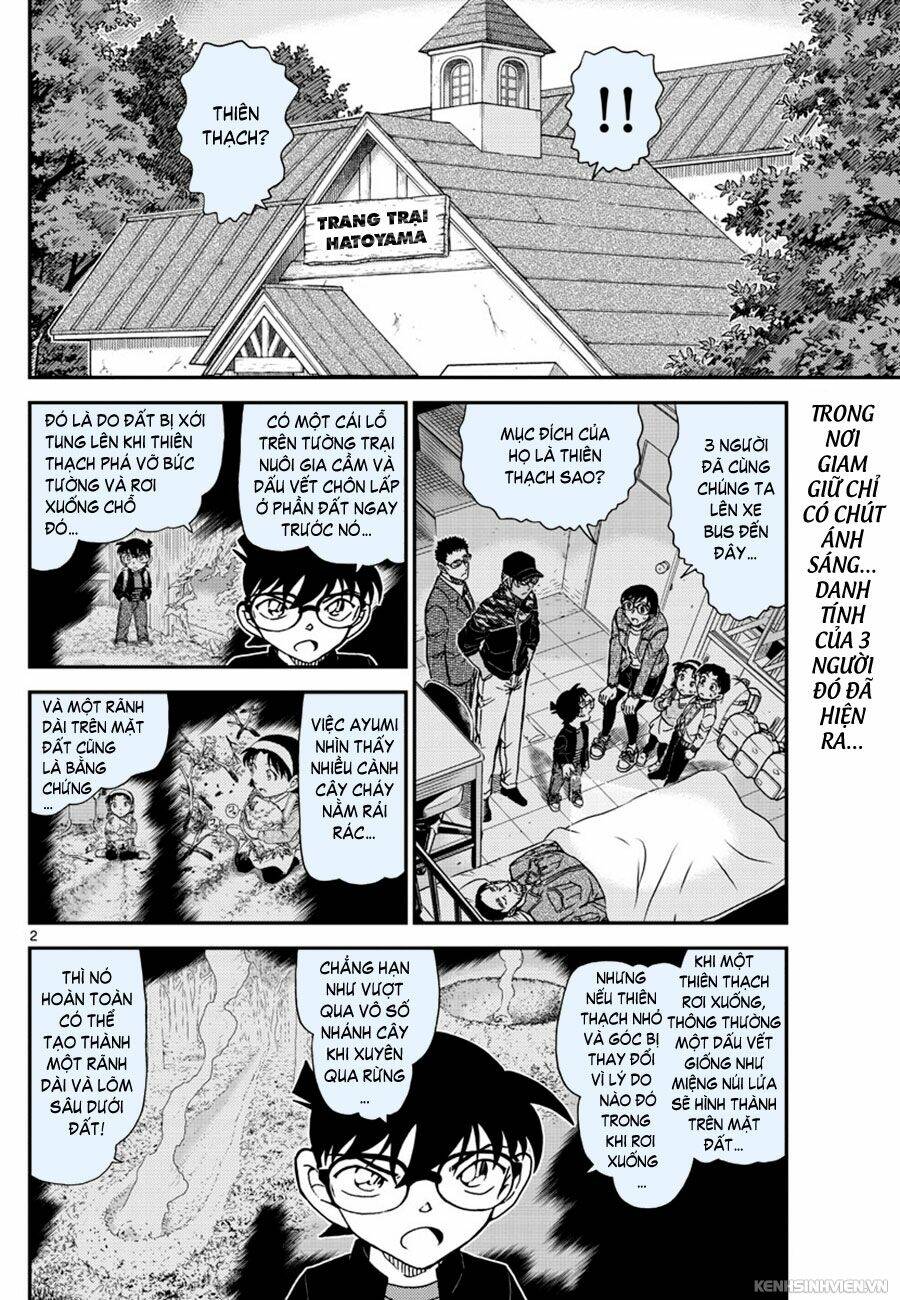 !!
THIÊN
THẠCH?
TRANG TRẠI
HATOYAMA
TRONG
NƠI
GIAM
GIỮ CHỈ
CÓ CHÚT
ÁNH
SÁNG...
DANH
TÍNH
CỦA 3
NGƯỜI
ĐÓ ĐÃ
HIỆN
RA...
3 NGƯỜI
ĐÃ CÙNG
CHÚNG TA
LÊN XE
BUS ĐẾN
ĐÂY...
MỤC ĐÍCH CỦA
HỌ LÀ THIÊN
THẠCH SAO?
CÓ MỘT CÁI LỖ
TRÊN TƯỜNG TRẠI
NUÔI GIA CẦM VÀ
DẤU VẾT CHÔN LẤP
Ở PHẦN ĐẤT NGAY
TRƯỚC NÓ...
ĐÓ LÀ DO ĐẤT BỊ XỚI
TUNG LÊN KHI THIÊN
THẠCH PHÁ VỠ BỨC
TƯỜNG VÀ RƠI
XUỐNG CHỖ
ĐÓ...
VIỆC AYUMI
NHÌN THẤY
NHIỀU CÀNH
CÂY CHÁY
NẰM RẢI
RÁC...
VÀ MỘT RÃNH
DÀI TRÊN MẶT
ĐẤT CŨNG
LÀ BẰNG
CHỨNG
...
2
KHI MỘT
THIÊN THẠCH
RƠI XUỐNG,
THÔNG THƯỜNG
MỘT DẤU VẾT
GIỐNG NHƯ
MIỆNG NÚI LỬA
SẼ HÌNH THÀNH
TRÊN MẶT
ĐẤT...
NHƯNG
NẾU THIÊN
THẠCH NHỎ
VÀ GÓC BỊ
THAY ĐỔI
VÌ LÝ DO
NÀO ĐÓ
TRONG
KHI RƠI
XUỐNG
...
CHẲNG HẠN
NHƯ VƯỢT
QUA VÔ SỐ
NHÁNH CÂY
KHI XUYÊN
QUA RỪNG
...
THÌ NÓ
HOÀN TOÀN
CÓ THỂ
TẠO THÀNH
MỘT RÃNH
DÀI VÀ LÕM
SÂU DƯỚI
ĐẤT!
KENHSINHVIEN.VN